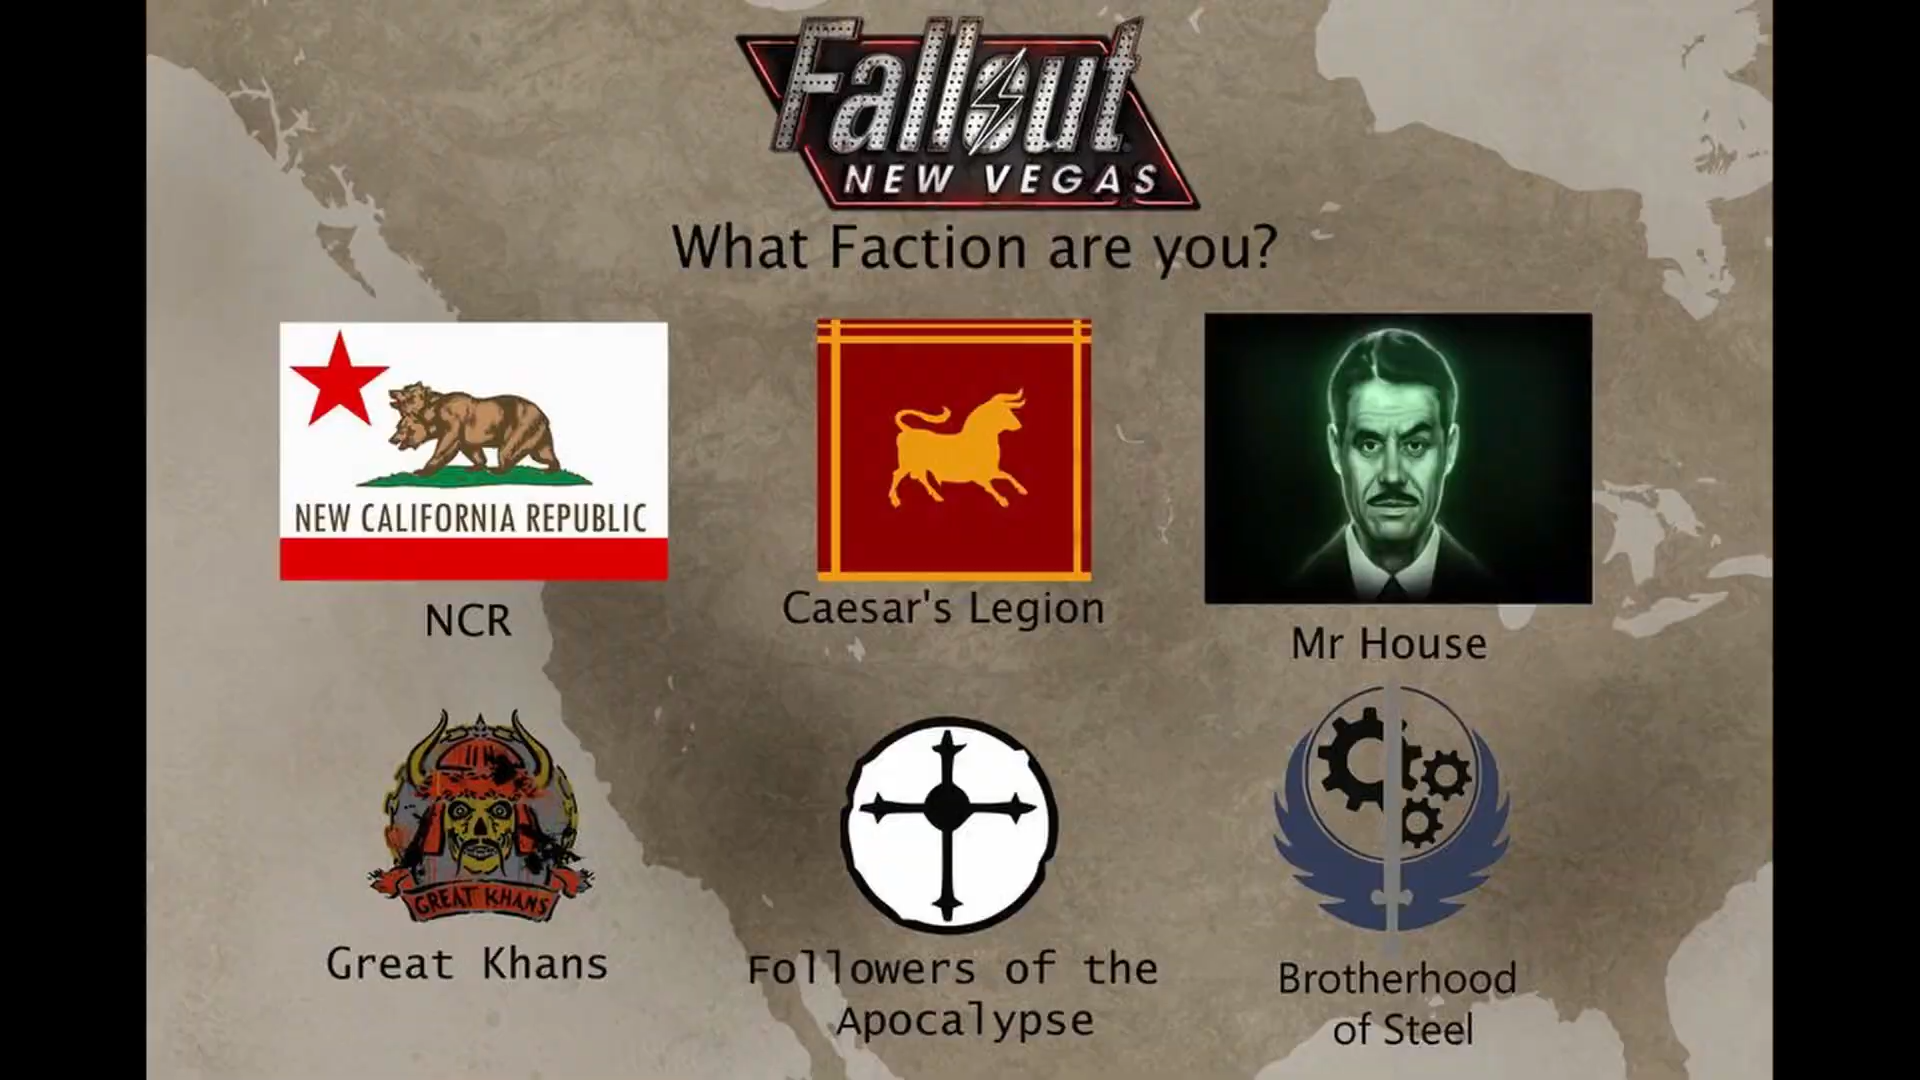 Fallout
NEW VEGAS
What Faction are you?
NEW CALIFORNIA REPUBLIC
NCR
Caesar's Legion
Mr House
GREAT KHANS
Great Khans
Followers of the
Apocalypse
Brotherhood
of Steel